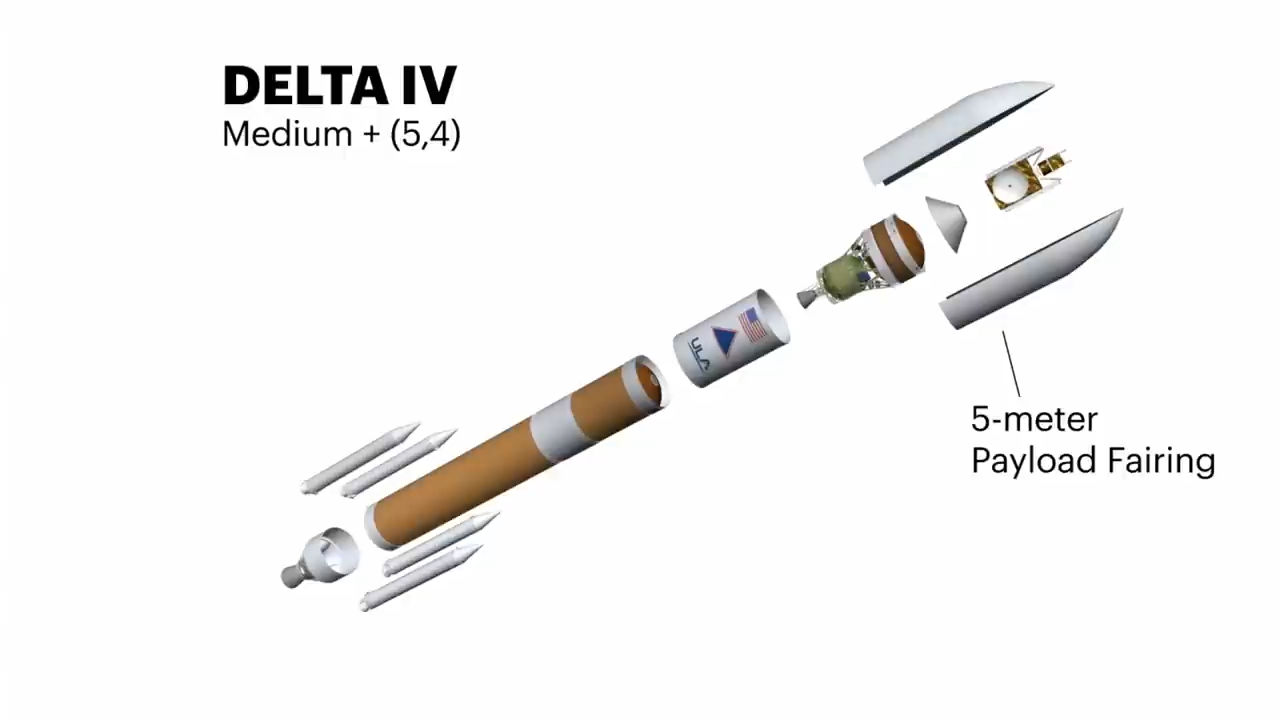 DELTA IV
Medium + (5,4)
ULA
5-meter
Payload Fairing